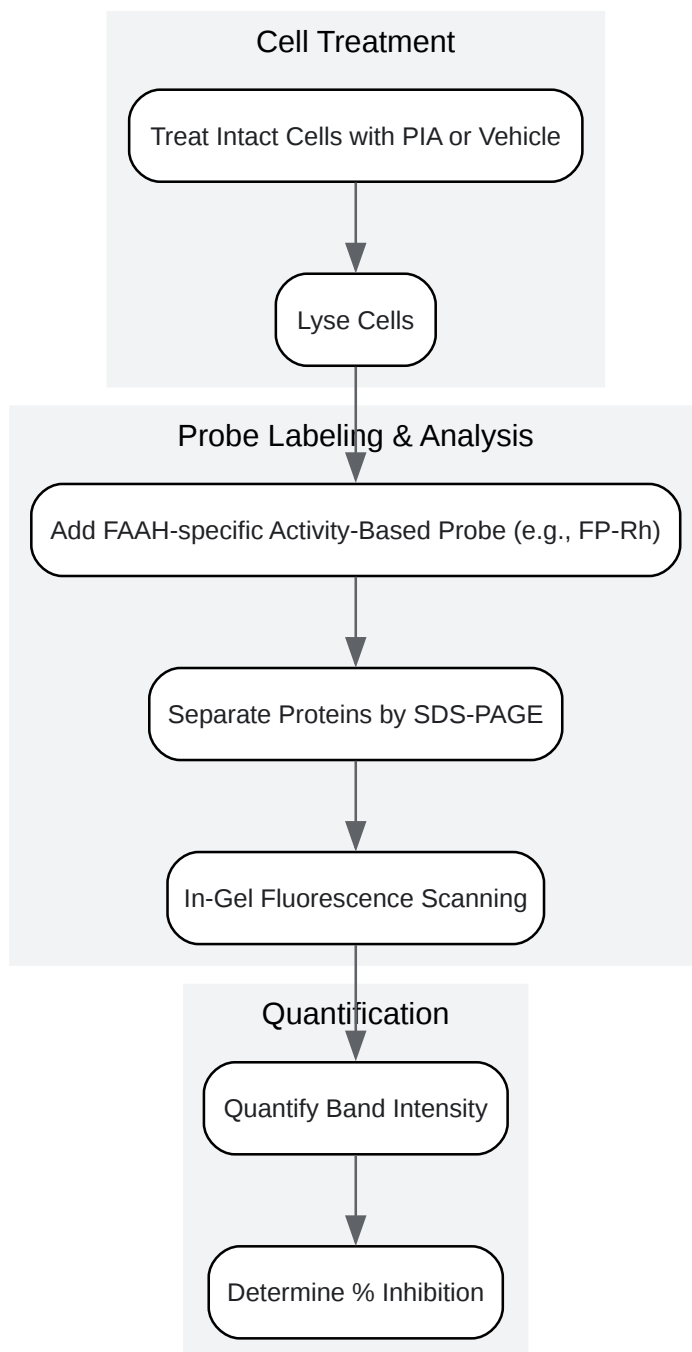 Cell Treatment
Treat Intact Cells with PIA or Vehicle
Lyse Cells
Probe Labeling & Analysis
Add FAAH-specific Activity-Based Probe (e.g., FP-Rh)
Separate Proteins by SDS-PAGE
In-Gel Fluorescence Scanning
Quantification
Quantify Band Intensity
Determine % Inhibition